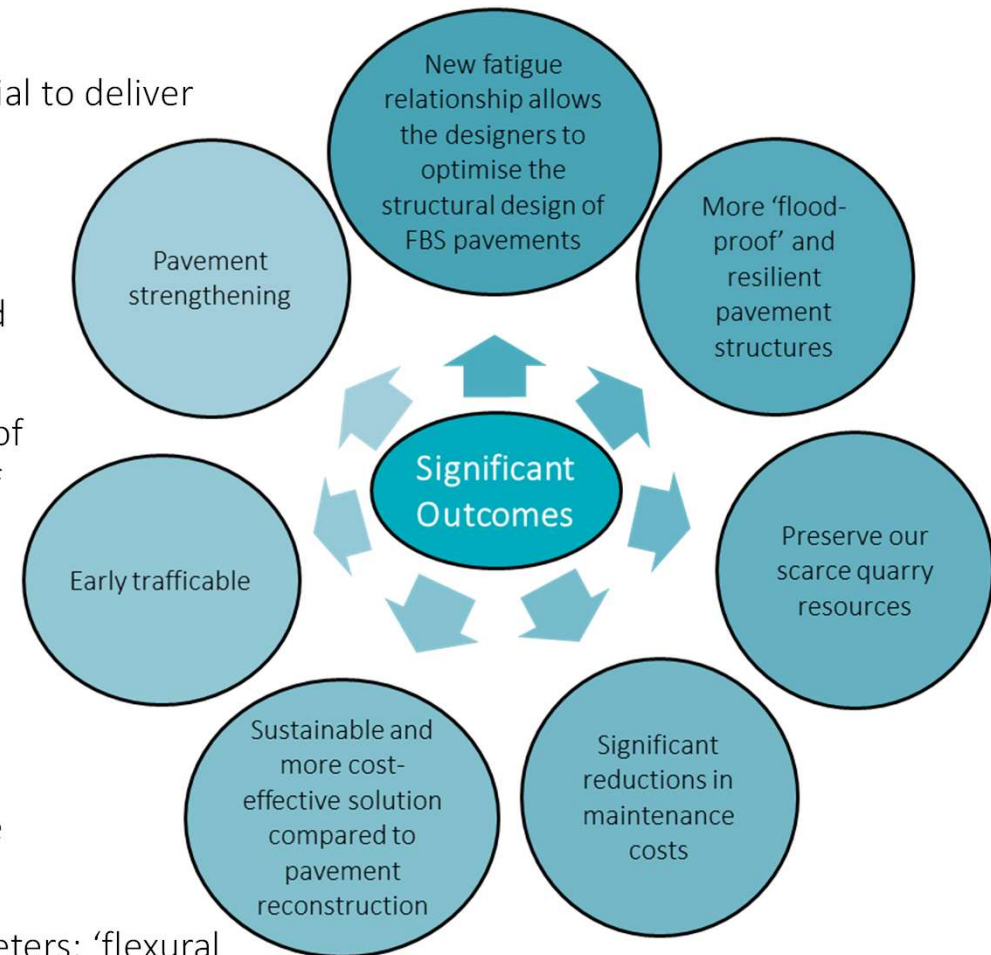 ial to deliver
d
of
e
eters: 'flexural
New fatigue
relationship allows
the designers to
optimise the
structural design of
FBS pavements
More 'flood-
proof' and
resilient
pavement
structures
Preserve our
scarce quarry
resources
Significant
reductions in
maintenance
costs
Sustainable and
more cost-
effective solution
compared to
pavement
reconstruction
Early trafficable
Pavement
strengthening
Significant
Outcomes